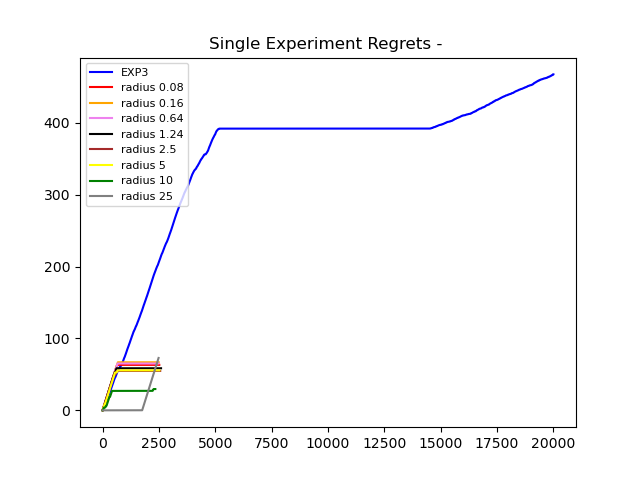 Single Experiment Regrets -
EXP3
radius 0.08
radius 0.16
radius 0.64
radius 1.24
radius 2.5
radius 5
radius 10
radius 25
400
300
200
100
0
0 2500 5000 7500 10000 12500 15000 17500 20000